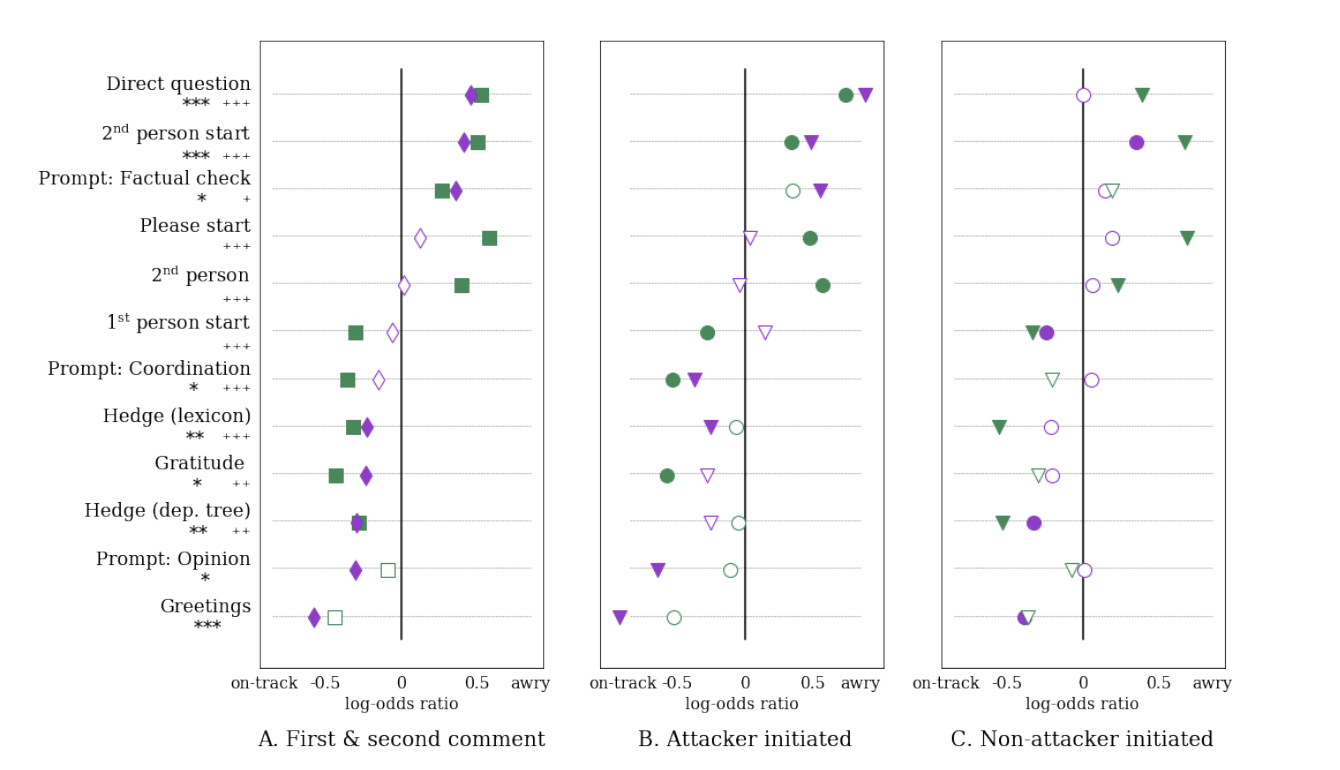 Direct question
*** +++
2nd person start
*** +++
Prompt: Factual check
* +
Please start
+++
2nd person
+++
1st person start
+++
Prompt: Coordination
* +++
Hedge (lexicon)
** +++
Gratitude
* ++
Hedge (dep. tree)
** ++
Prompt: Opinion
*
Greetings
***
on-track -0.5 0 0.5 awry
log-odds ratio
A. First & second comment
on-track -0.5 0 0.5 awry
log-odds ratio
B. Attacker initiated
on-track -0.5 0 0.5 awry
log-odds ratio
C. Non-attacker initiated